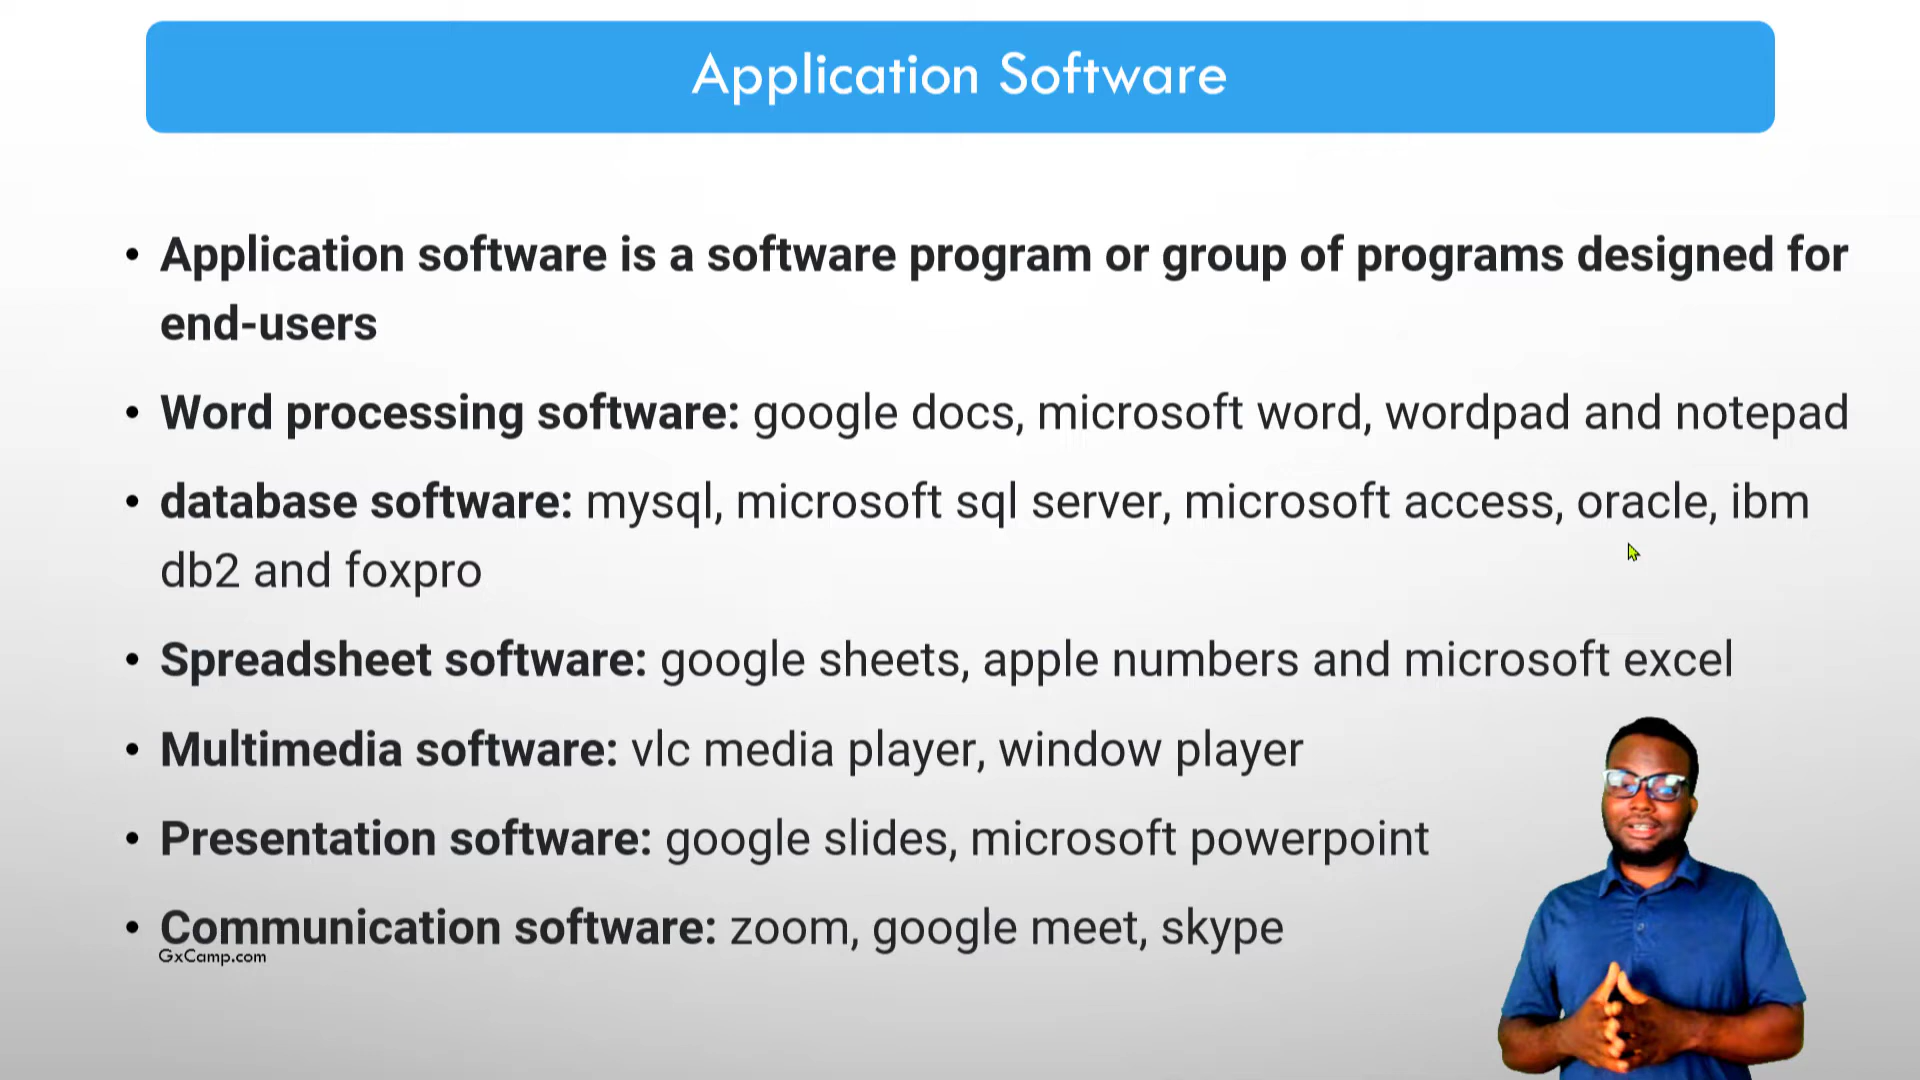 Application Software
• Application software is a software program or group of programs designed for
end-users
• Word processing software: google docs, microsoft word, wordpad and notepad
• database software: mysql, microsoft sql server, microsoft access, oracle, ibm
db2 and foxpro
• Spreadsheet software: google sheets, apple numbers and microsoft excel
• Multimedia software: vlc media player, window player
• Presentation software: google slides, microsoft powerpoint
• Communication software: zoom, google meet, skype
GxCamp.com